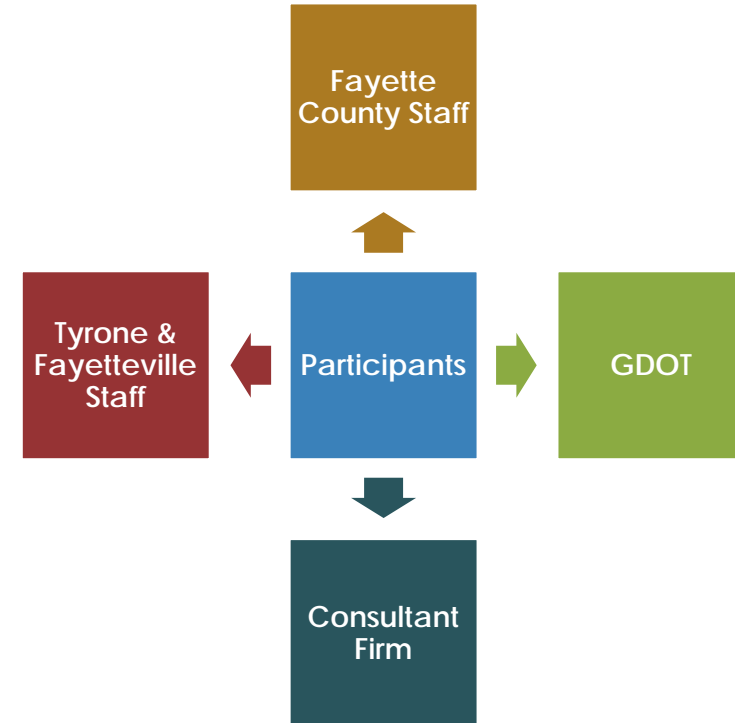 Fayette
County Staff
Tyrone &
Fayetteville
Staff
Participants
GDOT
Consultant
Firm